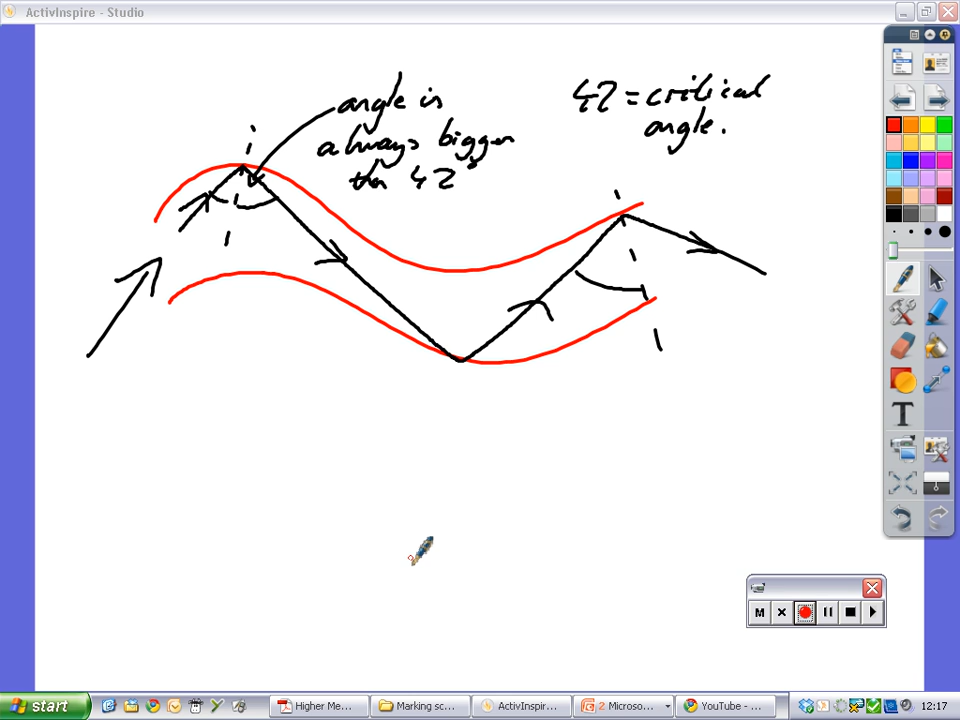 ActivInspire - Studio
angle is
always bigger
than 42°
42 = critical
angle.
i
i
T
M
start
Higher Me...
Marking sc...
ActivInspir...
2 Microso...
YouTube - ...
12:17